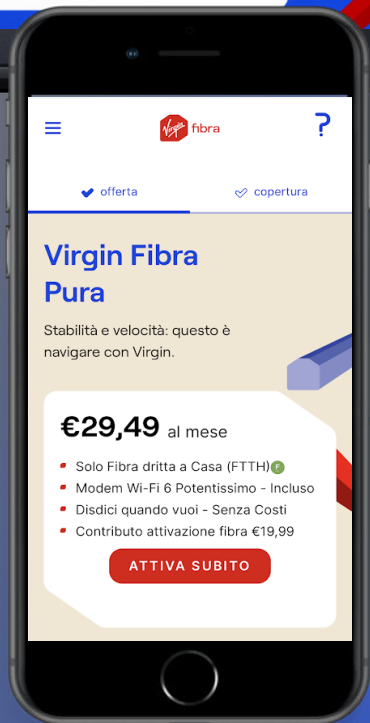 Virgin fibra
?
offerta
copertura
Virgin Fibra
Pura
Stabilità e velocità: questo è
navigare con Virgin.
€29,49 al mese
Solo Fibra dritta a Casa (FTTH) F
Modem Wi-Fi 6 Potentissimo - Incluso
Disdici quando vuoi - Senza Costi
Contributo attivazione fibra €19,99
ATTIVA SUBITO